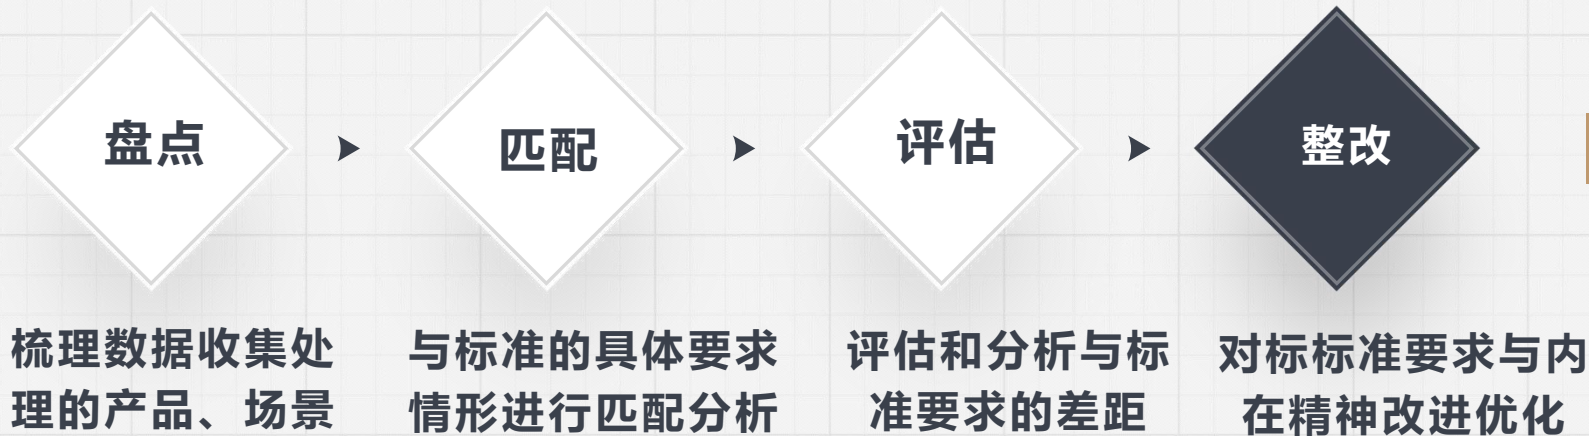 盘点
匹配
评估
整改
梳理数据收集处
理的产品、场景
与标准的具体要求
情形进行匹配分析
评估和分析与标
准要求的差距
对标标准要求与内
在精神改进优化